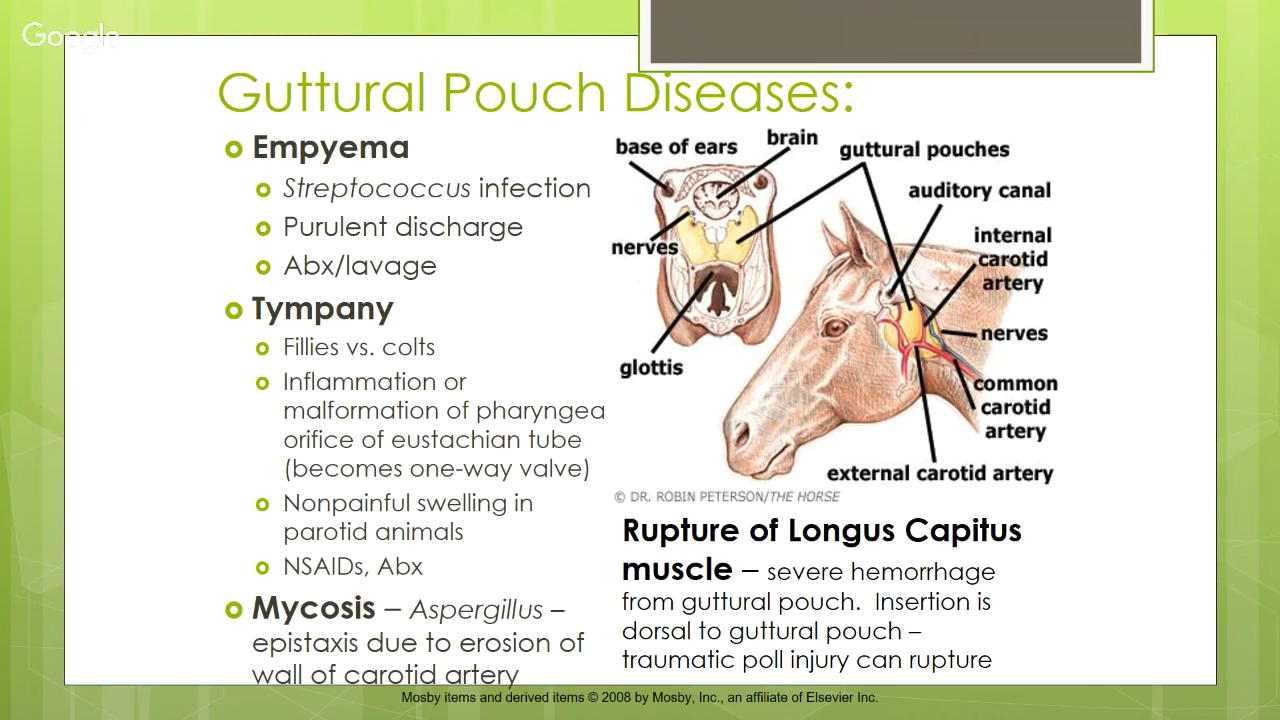 Google
Guttural Pouch Diseases:
Empyema
Streptococcus infection
Purulent discharge
Abx/lavage
Tympany
Fillies vs. colts
Inflammation or
malformation of pharyngea
orifice of eustachian tube
(becomes one-way valve)
Nonpainful swelling in
parotid animals
NSAIDs, Abx
Mycosis – Aspergillus –
epistaxis due to erosion of
wall of carotid artery
base of ears
brain
guttural pouches
auditory canal
internal
carotid
artery
nerves
nerves
glottis
common
carotid
artery
external carotid artery
© DR. ROBIN PETERSON/THE HORSE
Rupture of Longus Capitus
muscle – severe hemorrhage
from guttural pouch. Insertion is
dorsal to guttural pouch –
traumatic poll injury can rupture
Mosby items and derived items © 2008 by Mosby, Inc., an affiliate of Elsevier Inc.